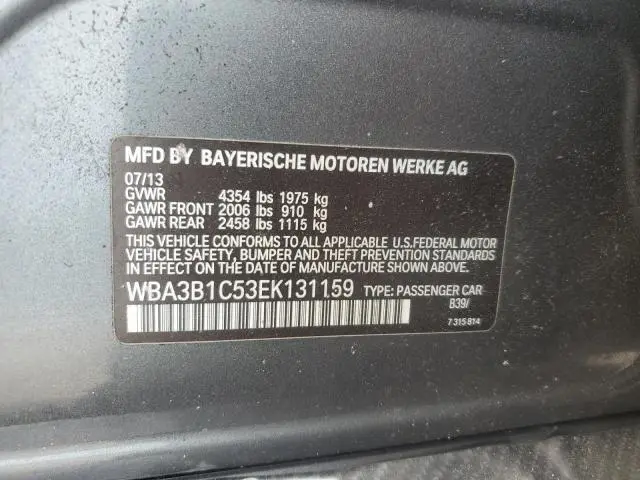 MFD BY BAYERISCHE MOTOREN WERKE AG
07/13
GVWR 4354 lbs 1975 kg
GAWR FRONT 2006 lbs 910 kg
GAWR REAR 2458 lbs 1115 kg
THIS VEHICLE CONFORMS TO ALL APPLICABLE U.S.FEDERAL MOTOR
VEHICLE SAFETY, BUMPER AND THEFT PREVENTION STANDARDS
IN EFFECT ON THE DATE OF MANUFACTURE SHOWN ABOVE.
WBA3B1C53EK131159 TYPE: PASSENGER CAR
B39/
7 315 814